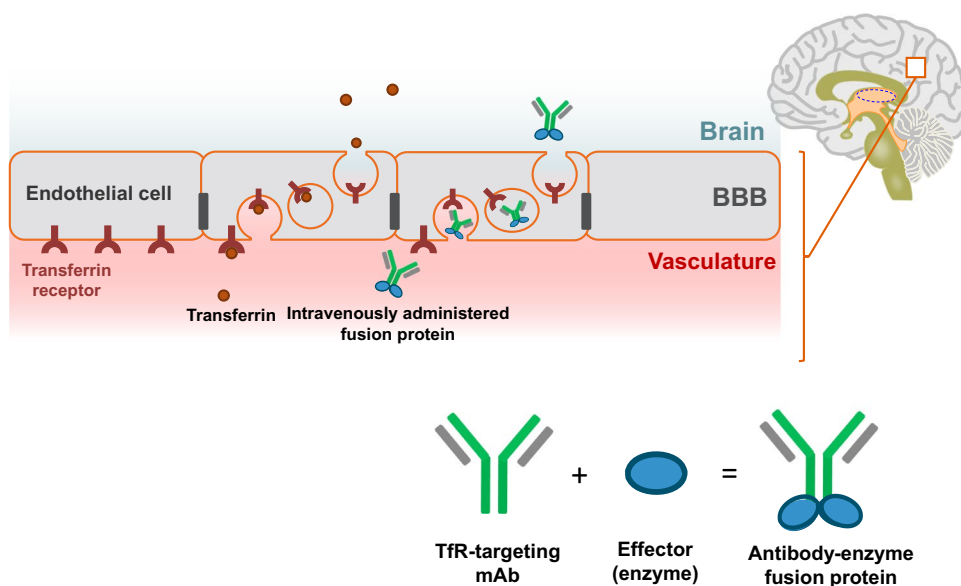 Brain
Endothelial cell
BBB
Vasculature
Transferrin
receptor
Transferrin
Intravenously administered
fusion protein
+
=
TfR-targeting
mAb
Effector
(enzyme)
Antibody-enzyme
fusion protein